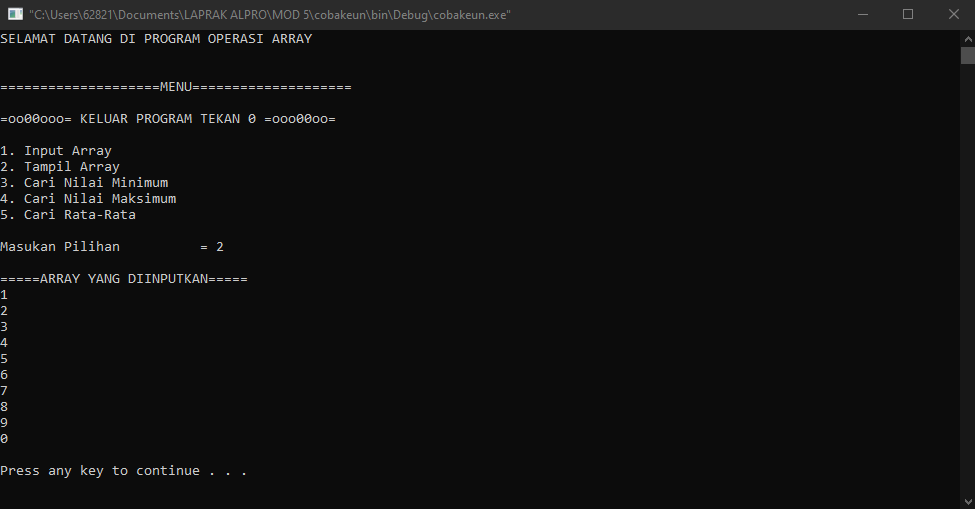 "C:\Users\62821\Documents\LAPRAK ALPRO\MOD 5\cobakeun\bin\Debug\cobakeun.exe"
SELAMAT DATANG DI PROGRAM OPERASI ARRAY
====================MENU====================
=oo00ooo= KELUAR PROGRAM TEKAN 0 =ooo00oo=
1. Input Array
2. Tampil Array
3. Cari Nilai Minimum
4. Cari Nilai Maksimum
5. Cari Rata-Rata
Masukan Pilihan          = 2
=====ARRAY YANG DIINPUTKAN=====
1
2
3
4
5
6
7
8
9
0
Press any key to continue . . .